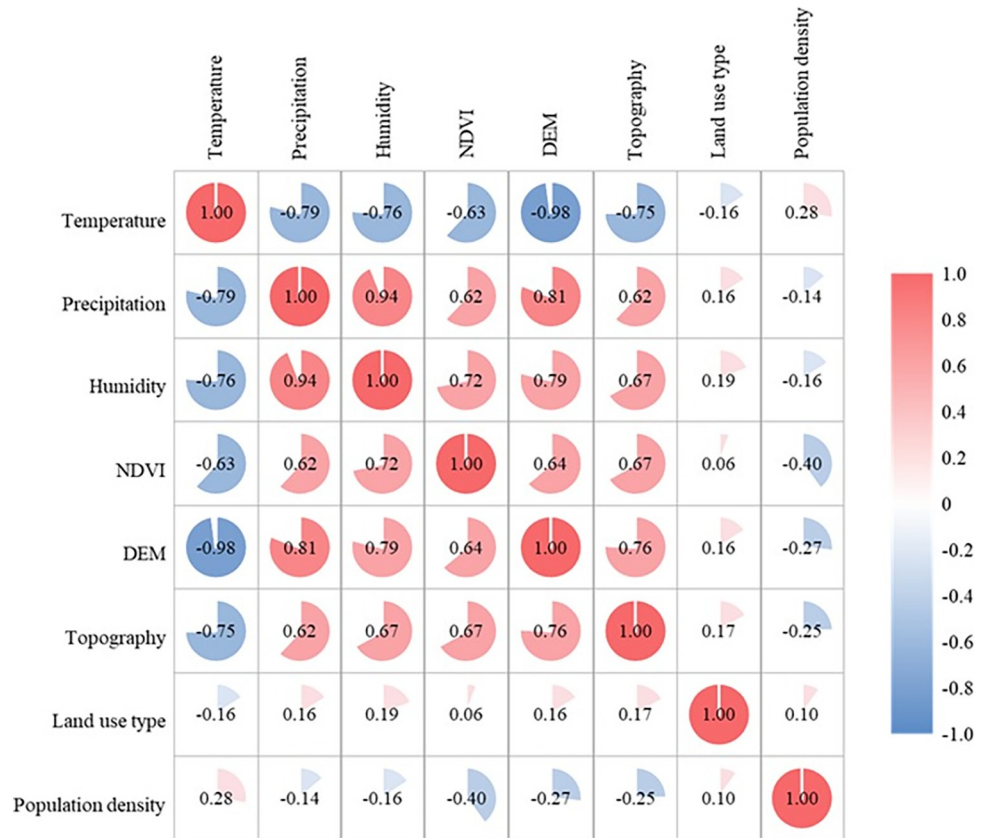 Temperature Precipitation Humidity NDVI DEM Topography Land use type Population density
Temperature 1.00 -0.79 -0.76 -0.63 -0.98 -0.75 -0.16 0.28
Precipitation -0.79 1.00 0.94 0.62 0.81 0.62 0.16 -0.14
Humidity -0.76 0.94 1.00 0.72 0.79 0.67 0.19 -0.16
NDVI -0.63 0.62 0.72 1.00 0.64 0.67 0.06 -0.40
DEM -0.98 0.81 0.79 0.64 1.00 0.76 0.16 -0.27
Topography -0.75 0.62 0.67 0.67 0.76 1.00 0.17 -0.25
Land use type -0.16 0.16 0.19 0.06 0.16 0.17 1.00 0.10
Population density 0.28 -0.14 -0.16 -0.40 -0.27 -0.25 0.10 1.00
1.0
0.8
0.6
0.4
0.2
0
-0.2
-0.4
-0.6
-0.8
-1.0